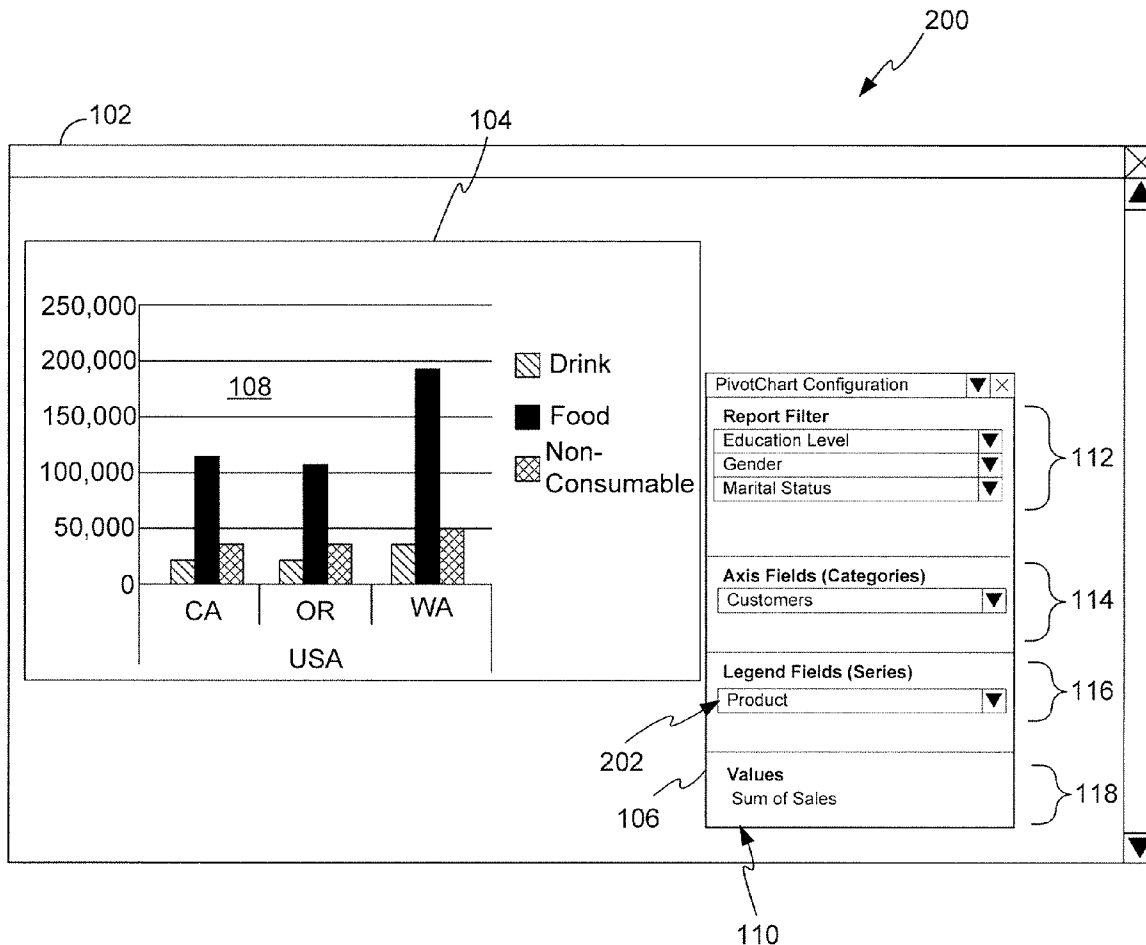 200
102
104
250,000
200,000
150,000
100,000
50,000
0
108
CA
OR
WA
USA
Drink
Food
Non-
Consumable
PivotChart Configuration
Report Filter
Education Level
Gender
Marital Status
112
Axis Fields (Categories)
Customers
114
Legend Fields (Series)
Product
116
202
106
Values
Sum of Sales
118
110